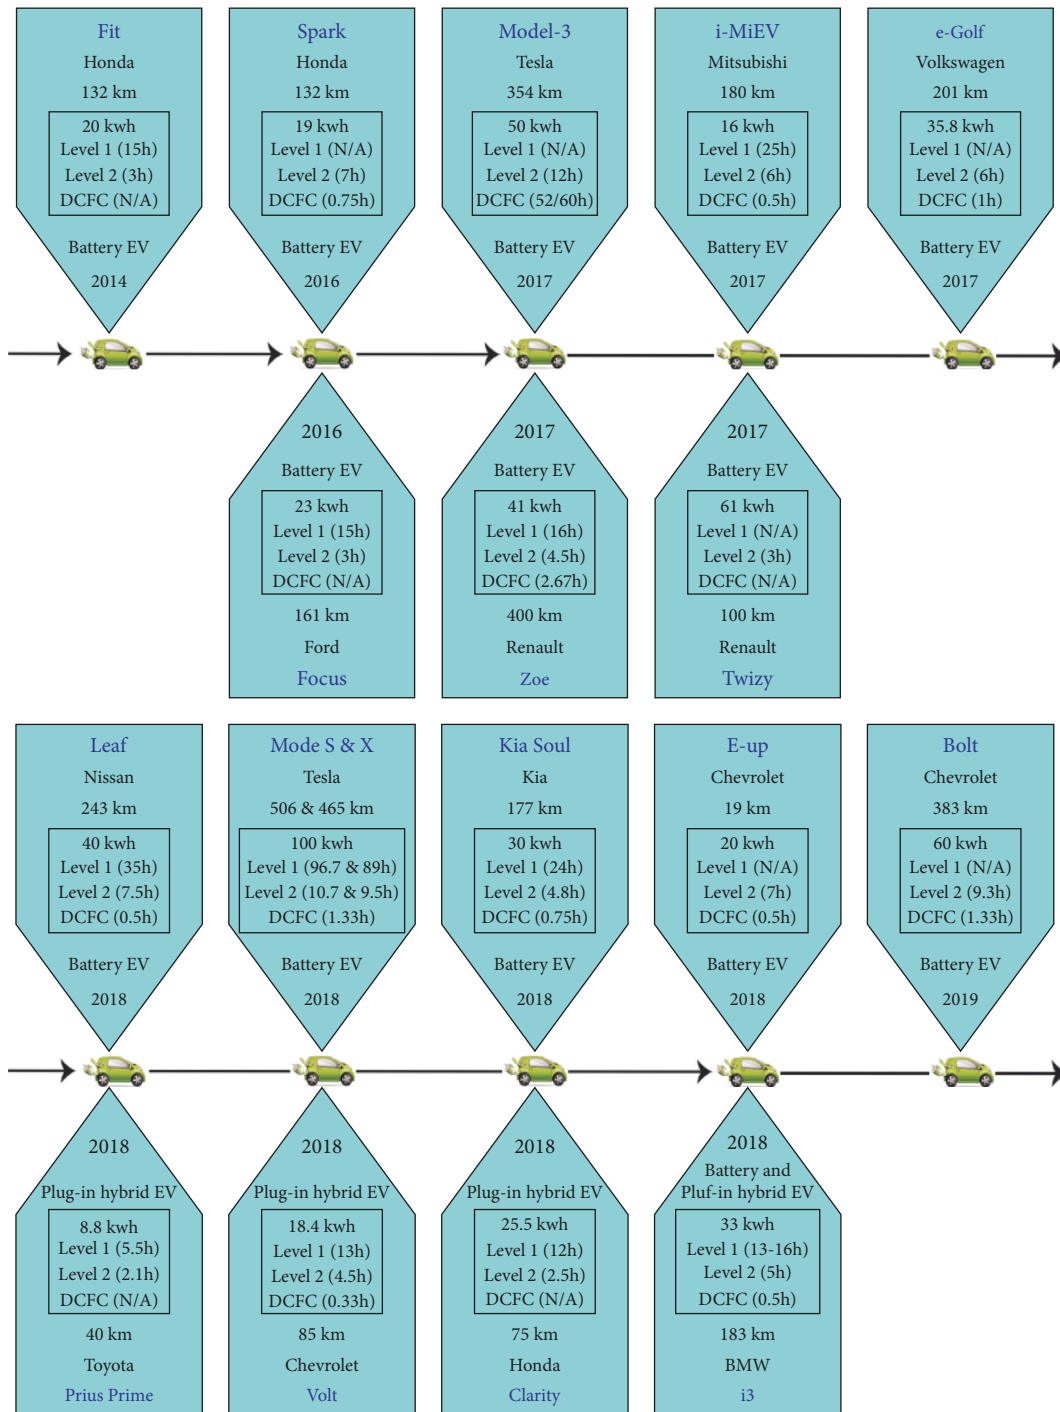 Fit
Honda
132 km
20 kwh
Level 1 (15h)
Level 2 (3h)
DCFC (N/A)
Battery EV
2014
Spark
Honda
132 km
19 kwh
Level 1 (N/A)
Level 2 (7h)
DCFC (0.75h)
Battery EV
2016
Model-3
Tesla
354 km
50 kwh
Level 1 (N/A)
Level 2 (12h)
DCFC (52/60h)
Battery EV
2017
i-MiEV
Mitsubishi
180 km
16 kwh
Level 1 (25h)
Level 2 (6h)
DCFC (0.5h)
Battery EV
2017
e-Golf
Volkswagen
201 km
35.8 kwh
Level 1 (N/A)
Level 2 (6h)
DCFC (1h)
Battery EV
2017
2016
Battery EV
23 kwh
Level 1 (15h)
Level 2 (3h)
DCFC (N/A)
161 km
Ford
Focus
2017
Battery EV
41 kwh
Level 1 (16h)
Level 2 (4.5h)
DCFC (2.67h)
400 km
Renault
Zoe
2017
Battery EV
61 kwh
Level 1 (N/A)
Level 2 (3h)
DCFC (N/A)
100 km
Renault
Twizy
Leaf
Nissan
243 km
40 kwh
Level 1 (35h)
Level 2 (7.5h)
DCFC (0.5h)
Battery EV
2018
Mode S & X
Tesla
506 & 465 km
100 kwh
Level 1 (96.7 & 89h)
Level 2 (10.7 & 9.5h)
DCFC (1.33h)
Battery EV
2018
Kia Soul
Kia
177 km
30 kwh
Level 1 (24h)
Level 2 (4.8h)
DCFC (0.75h)
Battery EV
2018
E-up
Chevrolet
19 km
20 kwh
Level 1 (N/A)
Level 2 (7h)
DCFC (0.5h)
Battery EV
2018
Bolt
Chevrolet
383 km
60 kwh
Level 1 (N/A)
Level 2 (9.3h)
DCFC (1.33h)
Battery EV
2019
2018
Plug-in hybrid EV
8.8 kwh
Level 1 (5.5h)
Level 2 (2.1h)
DCFC (N/A)
40 km
Toyota
Prius Prime
2018
Plug-in hybrid EV
18.4 kwh
Level 1 (13h)
Level 2 (4.5h)
DCFC (0.33h)
85 km
Chevrolet
Volt
2018
Plug-in hybrid EV
25.5 kwh
Level 1 (12h)
Level 2 (2.5h)
DCFC (N/A)
75 km
Honda
Clarity
2018
Battery and
Pluf-in hybrid EV
33 kwh
Level 1 (13-16h)
Level 2 (5h)
DCFC (0.5h)
183 km
BMW
i3